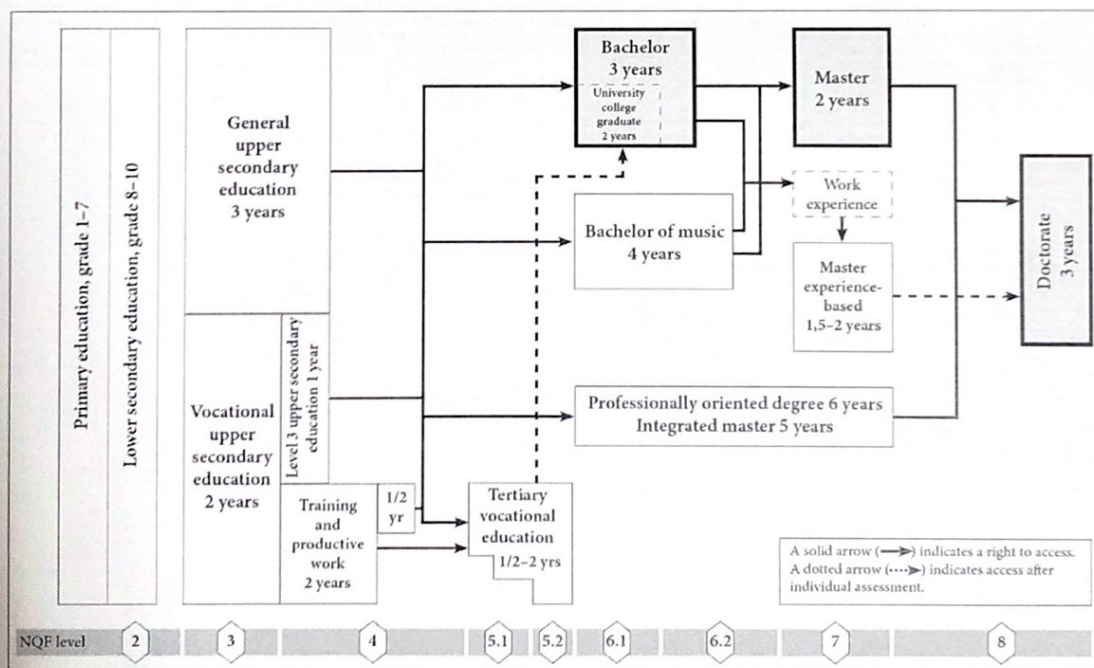 Primary education, grade 1–7
Lower secondary education, grade 8–10
General
upper
secondary
education
3 years
Vocational
upper
secondary
education
2 years
Level 3 upper secondary
education 1 year
Training
and
productive
work
2 years
1/2
yr
Tertiary
vocational
education
1/2–2 yrs
Bachelor
3 years
University
college
graduate
2 years
Bachelor of music
4 years
Professionally oriented degree 6 years
Integrated master 5 years
Master
2 years
Work
experience
Master
experience-
based
1,5–2 years
Doctorate
3 years
A solid arrow (→) indicates a right to access.
A dotted arrow (⇢) indicates access after
individual assessment.
NQF level 2 3 4 5.1 5.2 6.1 6.2 7 8